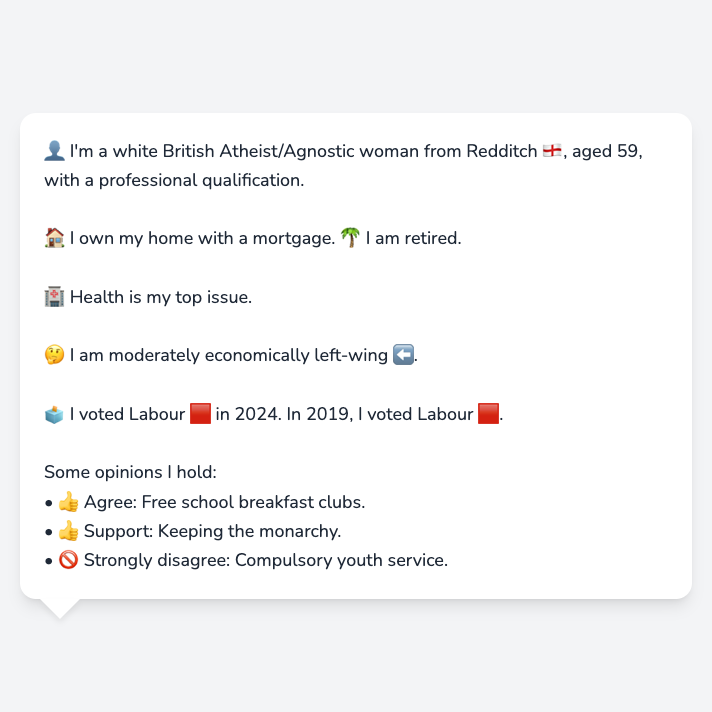 👤 I'm a white British Atheist/Agnostic woman from Redditch 🏴󠁧󠁢󠁥󠁮󠁧󠁿, aged 59,
with a professional qualification.
🏠 I own my home with a mortgage. 🌴 I am retired.
🏥 Health is my top issue.
🤔 I am moderately economically left-wing ⬅️.
🗳️ I voted Labour 🟥 in 2024. In 2019, I voted Labour 🟥.
Some opinions I hold:
• 👍 Agree: Free school breakfast clubs.
• 👍 Support: Keeping the monarchy.
• 🚫 Strongly disagree: Compulsory youth service.